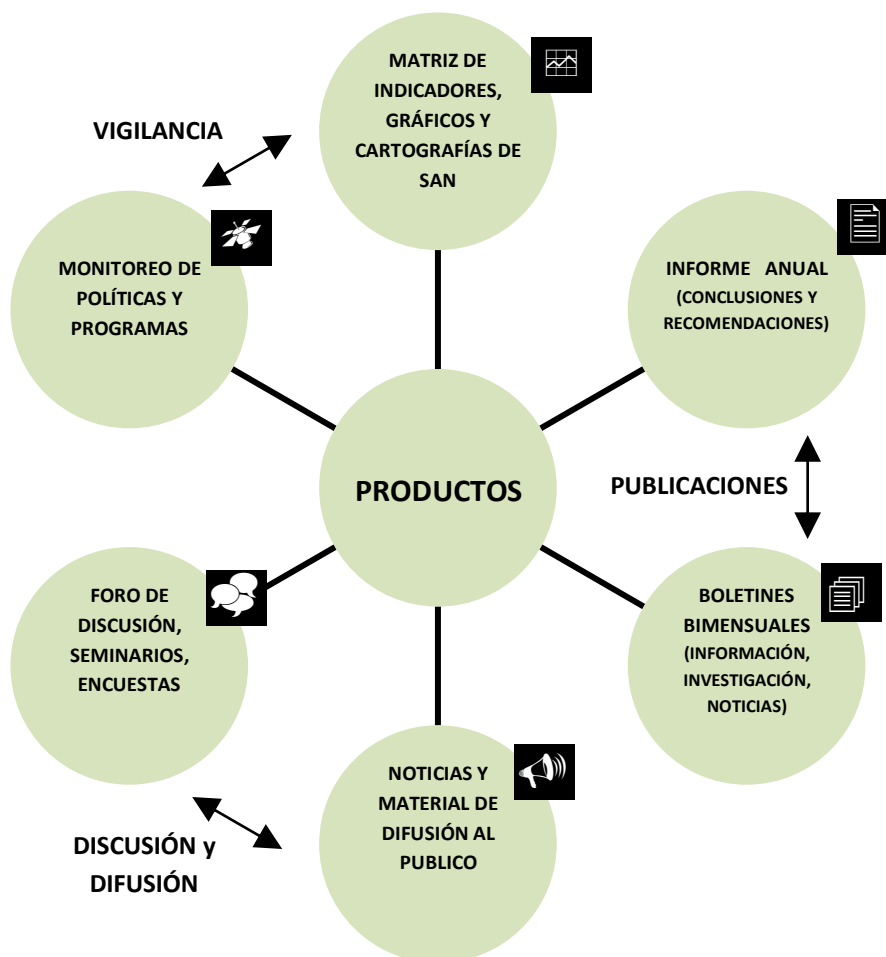 MATRIZ DE
INDICADORES,
GRÁFICOS Y
CARTOGRAFÍAS DE
SAN
VIGILANCIA
MONITOREO DE
POLÍTICAS Y
PROGRAMAS
INFORME ANUAL
(CONCLUSIONES Y
RECOMENDACIONES)
PRODUCTOS
PUBLICACIONES
FORO DE
DISCUSIÓN,
SEMINARIOS,
ENCUESTAS
BOLETINES
BIMENSUALES
(INFORMACIÓN,
INVESTIGACIÓN,
NOTICIAS)
NOTICIAS Y
MATERIAL DE
DIFUSIÓN AL
PUBLICO
DISCUSIÓN y
DIFUSIÓN